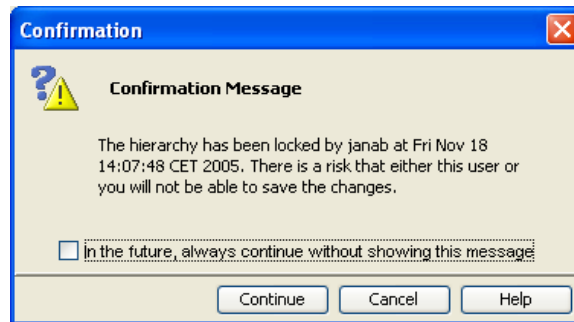 Confirmation
Confirmation Message
The hierarchy has been locked by janab at Fri Nov 18
14:07:48 CET 2005. There is a risk that either this user or
you will not be able to save the changes.
In the future, always continue without showing this message
Continue Cancel Help